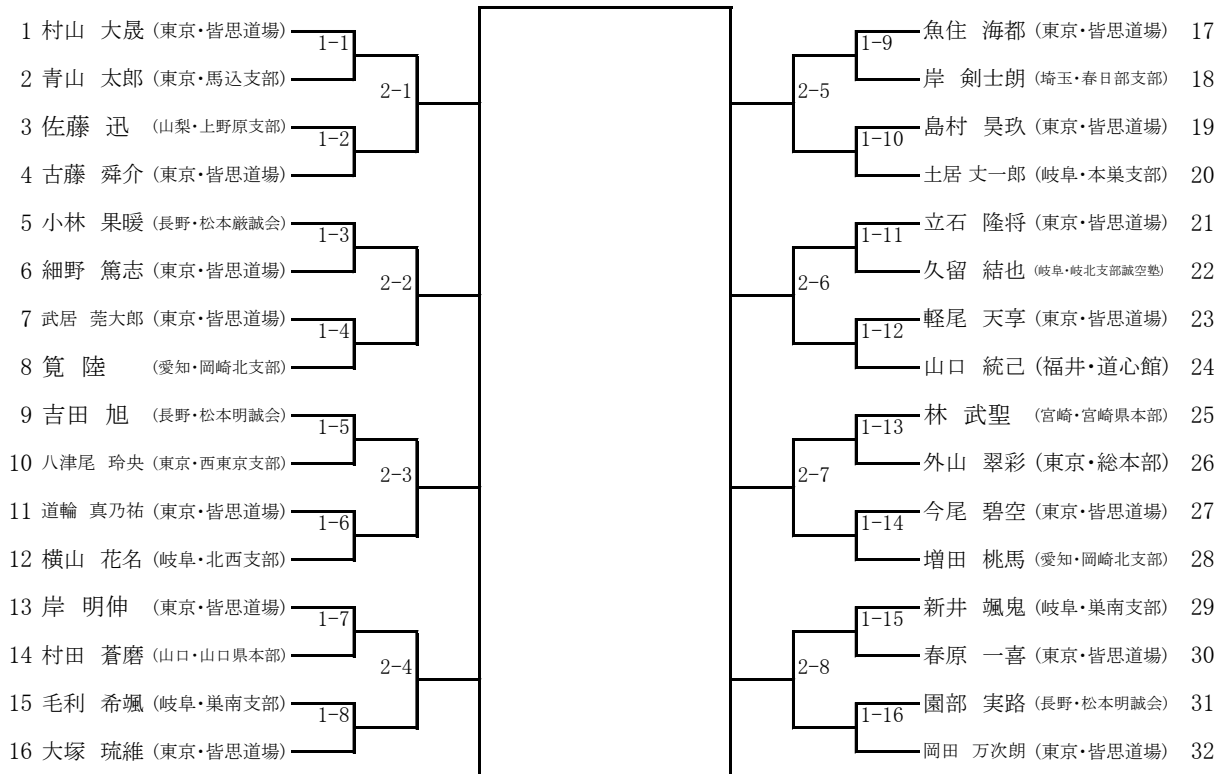 1 村山 大晟 (東京・皆思道場)
1-1
2 青山 太郎 (東京・馬込支部)
2-1
3 佐藤 迅 (山梨・上野原支部)
1-2
4 古藤 舜介 (東京・皆思道場)
5 小林 果暖 (長野・松本厳誠会)
1-3
6 細野 篤志 (東京・皆思道場)
2-2
7 武居 莞大郎 (東京・皆思道場)
1-4
8 筧 陸 (愛知・岡崎北支部)
9 吉田 旭 (長野・松本明誠会)
1-5
10 八津尾 玲央 (東京・西東京支部)
2-3
11 道輪 真乃祐 (東京・皆思道場)
1-6
12 横山 花名 (岐阜・北西支部)
13 岸 明伸 (東京・皆思道場)
1-7
14 村田 蒼磨 (山口・山口県本部)
2-4
15 毛利 希颯 (岐阜・巣南支部)
1-8
16 大塚 琉維 (東京・皆思道場)
魚住 海都 (東京・皆思道場) 17
1-9
岸 剣士朗 (埼玉・春日部支部) 18
2-5
島村 昊玖 (東京・皆思道場) 19
1-10
土居 丈一郎 (岐阜・本巣支部) 20
立石 隆将 (東京・皆思道場) 21
1-11
久留 結也 (岐阜・岐北支部誠空塾) 22
2-6
軽尾 天享 (東京・皆思道場) 23
1-12
山口 統己 (福井・道心館) 24
林 武聖 (宮崎・宮崎県本部) 25
1-13
外山 翠彩 (東京・総本部) 26
2-7
今尾 碧空 (東京・皆思道場) 27
1-14
増田 桃馬 (愛知・岡崎北支部) 28
新井 颯鬼 (岐阜・巣南支部) 29
1-15
春原 一喜 (東京・皆思道場) 30
2-8
園部 実路 (長野・松本明誠会) 31
1-16
岡田 万次朗 (東京・皆思道場) 32